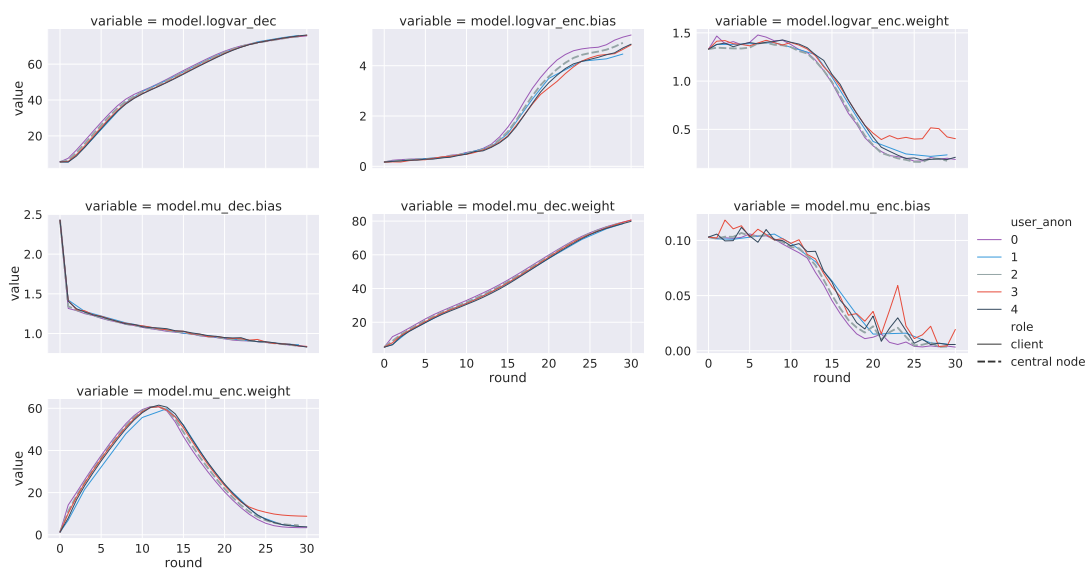 variable = model.logvar_dec
variable = model.logvar_enc.bias
variable = model.logvar_enc.weight
value
60
40
20
4
2
0
1.5
1.0
0.5
variable = model.mu_dec.bias
variable = model.mu_dec.weight
variable = model.mu_enc.bias
value
2.5
2.0
1.5
1.0
80
60
40
20
0 5 10 15 20 25 30
round
0.10
0.05
0.00
0 5 10 15 20 25 30
round
user_anon
0
1
2
3
4
role
client
central node
variable = model.mu_enc.weight
value
60
40
20
0
0 5 10 15 20 25 30
round